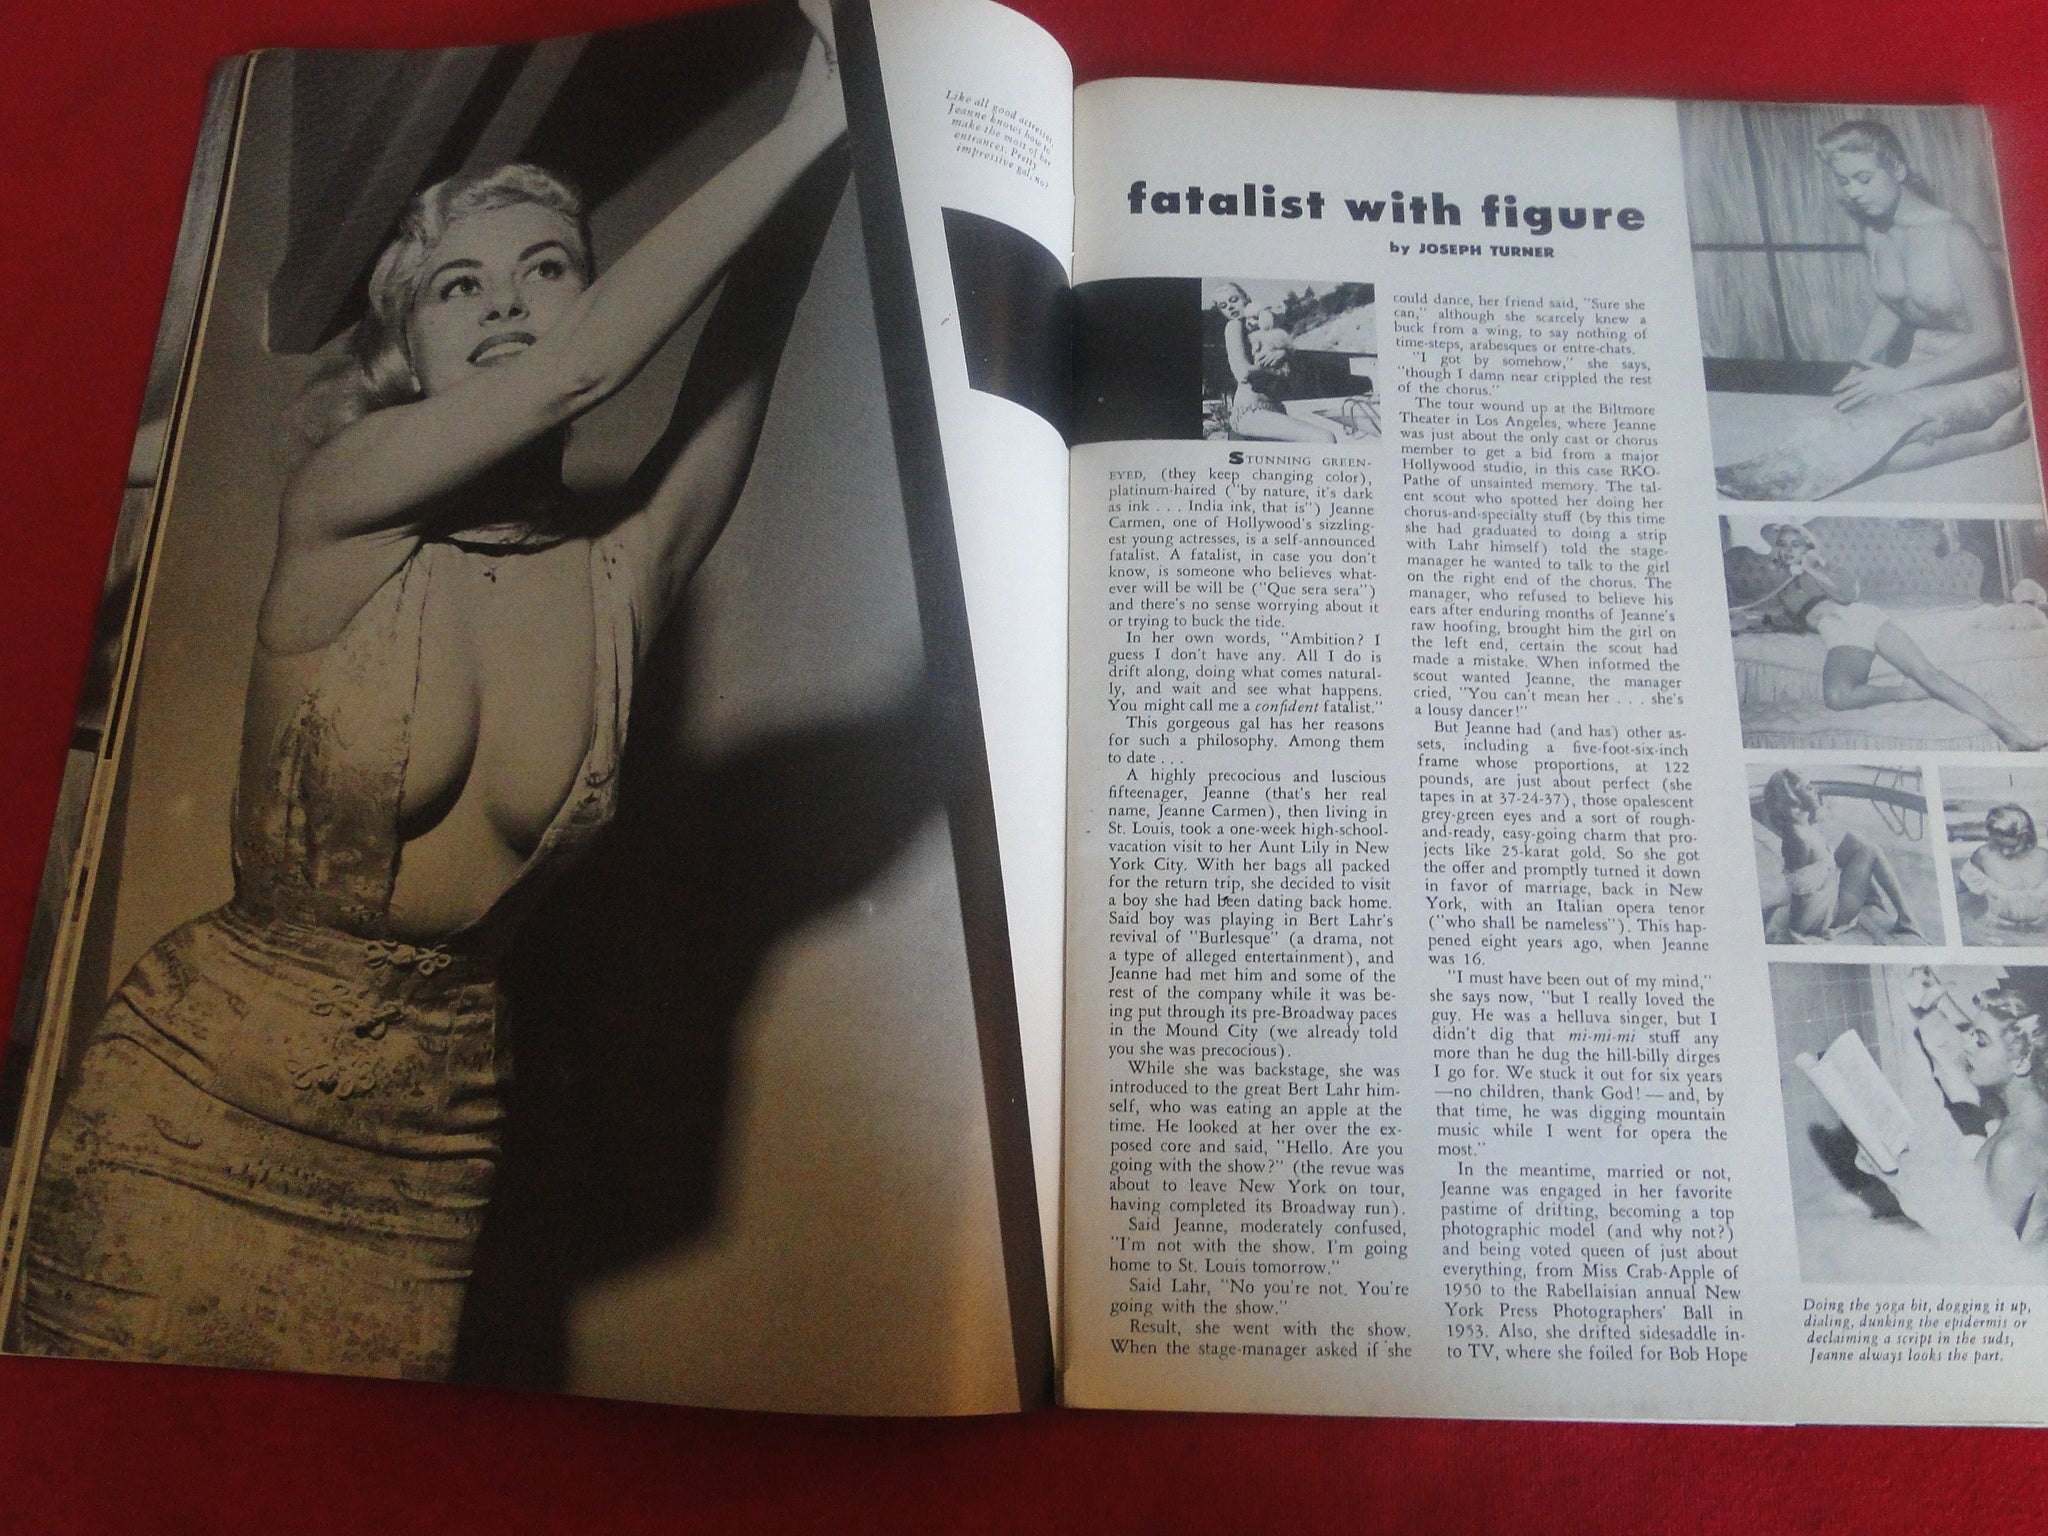 Like all good actresses,
Jeanne knows how to
make the most of her
entrances. Pretty
impressive gal, no?
fatalist with figure
by JOSEPH TURNER
STUNNING GREEN-
EYED, (they keep changing color),
platinum-haired ("by nature, it's dark
as ink . . . India ink, that is") Jeanne
Carmen, one of Hollywood's sizzling-
est young actresses, is a self-announced
fatalist. A fatalist, in case you don't
know, is someone who believes what-
ever will be will be ("Que sera sera")
and there's no sense worrying about it
or trying to buck the tide.
In her own words, "Ambition? I
guess I don't have any. All I do is
drift along, doing what comes natural-
ly, and wait and see what happens.
You might call me a confident fatalist."
This gorgeous gal has her reasons
for such a philosophy. Among them
to date . . .
A highly precocious and luscious
fifteenager, Jeanne (that's her real
name, Jeanne Carmen), then living in
St. Louis, took a one-week high-school-
vacation visit to her Aunt Lily in New
York City. With her bags all packed
for the return trip, she decided to visit
a boy she had been dating back home.
Said boy was playing in Bert Lahr's
revival of "Burlesque" (a drama, not
a type of alleged entertainment), and
Jeanne had met him and some of the
rest of the company while it was be-
ing put through its pre-Broadway paces
in the Mound City (we already told
you she was precocious).
While she was backstage, she was
introduced to the great Bert Lahr him-
self, who was eating an apple at the
time. He looked at her over the ex-
posed core and said, "Hello. Are you
going with the show?" (the revue was
about to leave New York on tour,
having completed its Broadway run).
Said Jeanne, moderately confused,
"I'm not with the show. I'm going
home to St. Louis tomorrow."
Said Lahr, "No you're not. You're
going with the show."
Result, she went with the show.
When the stage-manager asked if she
could dance, her friend said, "Sure she
can," although she scarcely knew a
buck from a wing, to say nothing of
time-steps, arabesques or entre-chats.
"I got by somehow," she says,
"though I damn near crippled the rest
of the chorus."
The tour wound up at the Biltmore
Theater in Los Angeles, where Jeanne
was just about the only cast or chorus
member to get a bid from a major
Hollywood studio, in this case RKO-
Pathe of unsainted memory. The tal-
ent scout who spotted her doing her
chorus-and-specialty stuff (by this time
she had graduated to doing a strip
with Lahr himself) told the stage-
manager he wanted to talk to the girl
on the right end of the chorus. The
manager, who refused to believe his
ears after enduring months of Jeanne's
raw hoofing, brought him the girl on
the left end, certain the scout had
made a mistake. When informed the
scout wanted Jeanne, the manager
cried, "You can't mean her . . . she's
a lousy dancer!"
But Jeanne had (and has) other as-
sets, including a five-foot-six-inch
frame whose proportions, at 122
pounds, are just about perfect (she
tapes in at 37-24-37), those opalescent
grey-green eyes and a sort of rough-
and-ready, easy-going charm that pro-
jects like 25-karat gold. So she got
the offer and promptly turned it down
in favor of marriage, back in New
York, with an Italian opera tenor
("who shall be nameless"). This hap-
pened eight years ago, when Jeanne
was 16.
"I must have been out of my mind,"
she says now, "but I really loved the
guy. He was a helluva singer, but I
didn't dig that mi-mi-mi stuff any
more than he dug the hill-billy dirges
I go for. We stuck it out for six years
—no children, thank God! — and, by
that time, he was digging mountain
music while I went for opera the
most."
In the meantime, married or not,
Jeanne was engaged in her favorite
pastime of drifting, becoming a top
photographic model (and why not?)
and being voted queen of just about
everything, from Miss Crab-Apple of
1950 to the Rabellaisian annual New
York Press Photographers' Ball in
1953. Also, she drifted sidesaddle in-
to TV, where she foiled for Bob Hope
Doing the yoga bit, dogging it up,
dialing, dunking the epidermis or
declaiming a script in the suds,
Jeanne always looks the part.